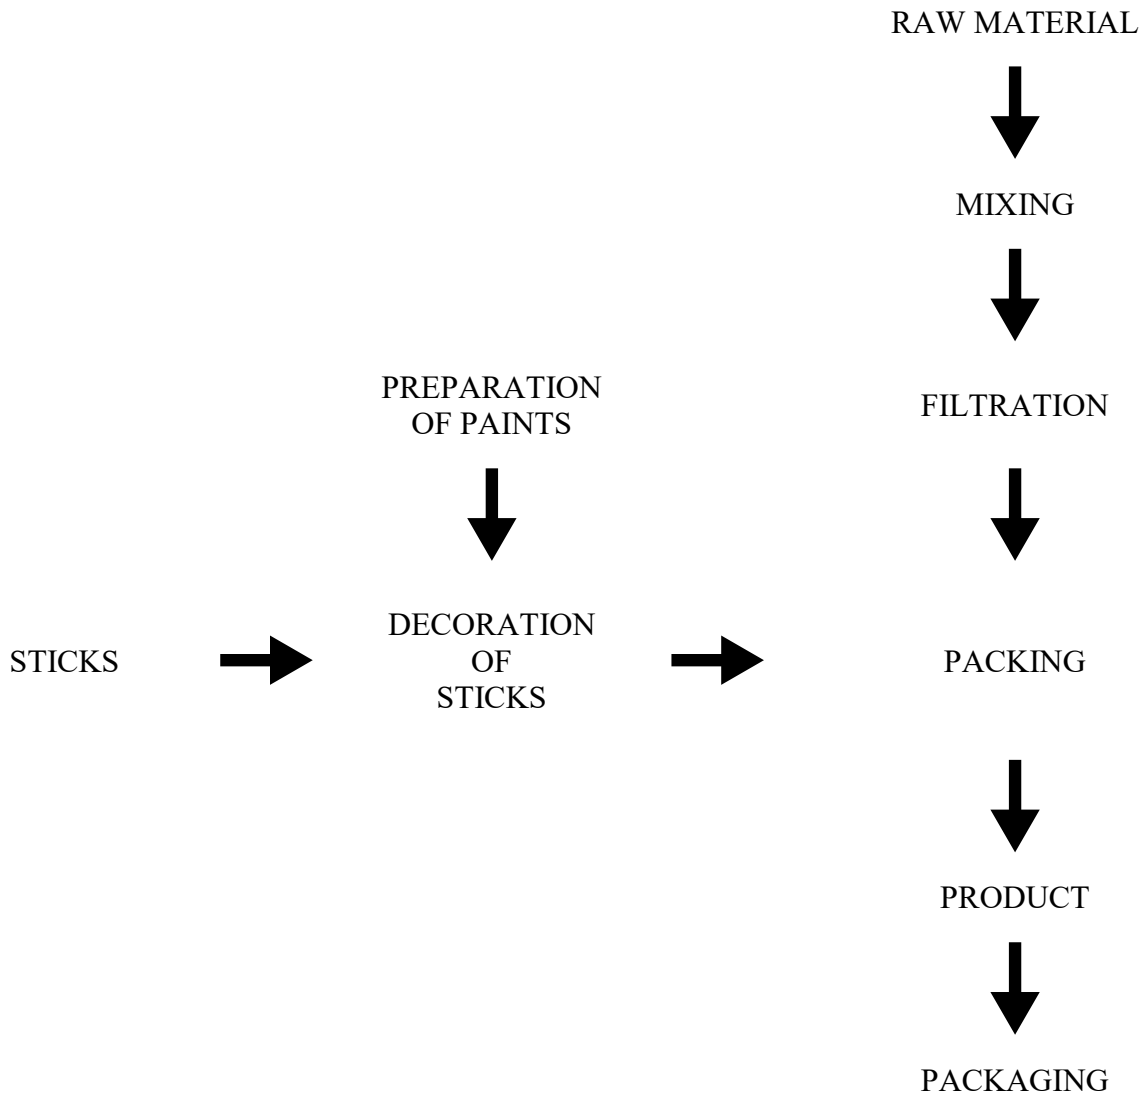 RAW MATERIAL
MIXING
PREPARATION
OF PAINTS
FILTRATION
STICKS
DECORATION
OF
STICKS
PACKING
PRODUCT
PACKAGING